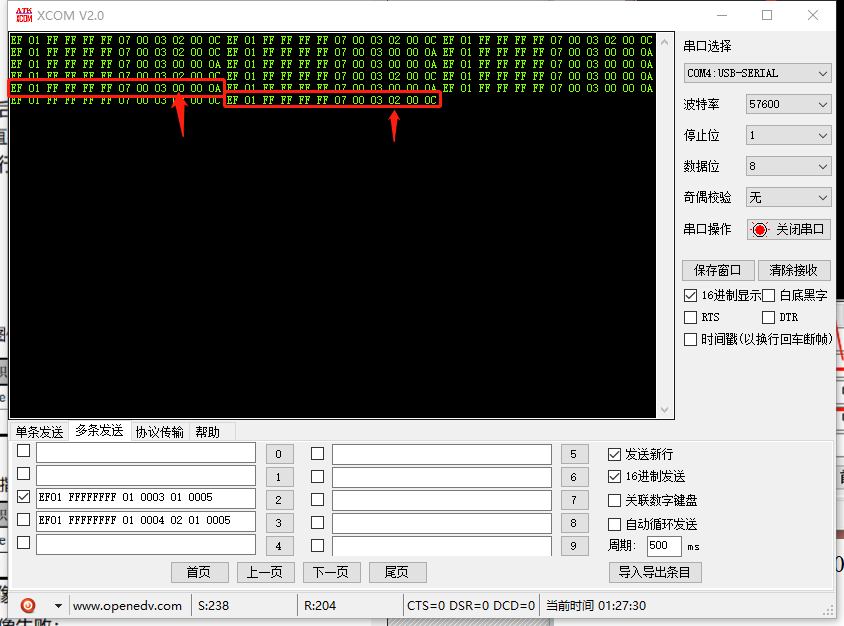 XCOM V2.0
EF 01 FF FF FF FF 07 00 03 02 00 0C EF 01 FF FF FF FF 07 00 03 02 00 0C EF 01 FF FF FF FF 07 00 03 02 00 0C
EF 01 FF FF FF FF 07 00 03 02 00 0C EF 01 FF FF FF FF 07 00 03 00 00 0A EF 01 FF FF FF FF 07 00 03 00 00 0A
EF 01 FF FF FF FF 07 00 03 00 00 0A EF 01 FF FF FF FF 07 00 03 02 00 0C EF 01 FF FF FF FF 07 00 03 00 00 0A
EF 01 FF FF FF FF 07 00 03 02 00 0C EF 01 FF FF FF FF 07 00 03 02 00 0C EF 01 FF FF FF FF 07 00 03 00 00 0A
EF 01 FF FF FF FF 07 00 03 00 00 0A EF 01 FF FF FF FF 07 00 03 00 00 0A EF 01 FF FF FF FF 07 00 03 00 00 0A
EF 01 FF FF FF FF 07 00 03 02 00 0C EF 01 FF FF FF FF 07 00 03 02 00 0C
串口选择
COM4:USB-SERIAL
波特率 57600
停止位 1
数据位 8
奇偶校验 无
串口操作 关闭串口
保存窗口 清除接收
16进制显示 白底黑字
RTS DTR
时间戳(以换行回车断帧)
单条发送 多条发送 协议传输 帮助
0 5 发送新行
1 6 16进制发送
EF01 FFFFFFFF 01 0003 01 0005 2 7 关联数字键盘
EF01 FFFFFFFF 01 0004 02 01 0005 3 8 自动循环发送
4 9 周期: 500 ms
首页 上一页 下一页 尾页 导入导出条目
www.openedv.com S:238 R:204 CTS=0 DSR=0 DCD=0 当前时间 01:27:30